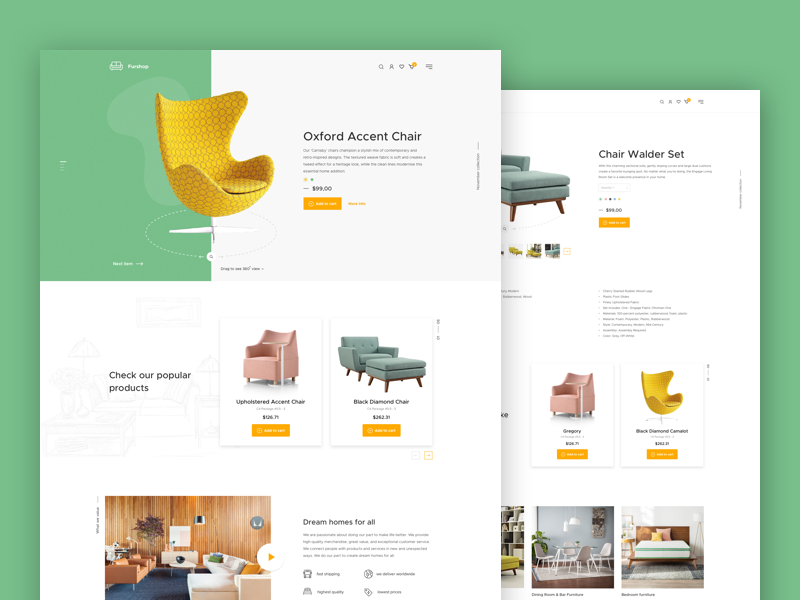 Funshop
Oxford Accent Chair
Our 'Carnaby' chairs champion a stylish mix of contemporary and
retro-inspired designs. The textured weave fabric is soft and creates a
tweed effect for a heritage look, while the clean lines modernise this
essential home addition.
$99.00
Add to cart
More info
November collection
Next item
Drag to see 360° view
Check our popular
products
Upholstered Accent Chair
$126.71
Add to cart
Black Diamond Chair
$262.31
Add to cart
What we value
Dream homes for all
We are passionate about doing our part to make life better. We provide
high quality merchandise, great value, and exceptional customer service.
We connect people with products and services in new and unexpected
ways. We do our part to create dream homes for all.
fast shipping
we deliver worldwide
highest quality
lowest prices
Chair Walder Set
$99.00
Add to cart
November collection
Gregory
$126.71
Add to cart
Black Diamond Camalot
$262.31
Add to cart
Dining Room & Bar Furniture
Bedroom furniture